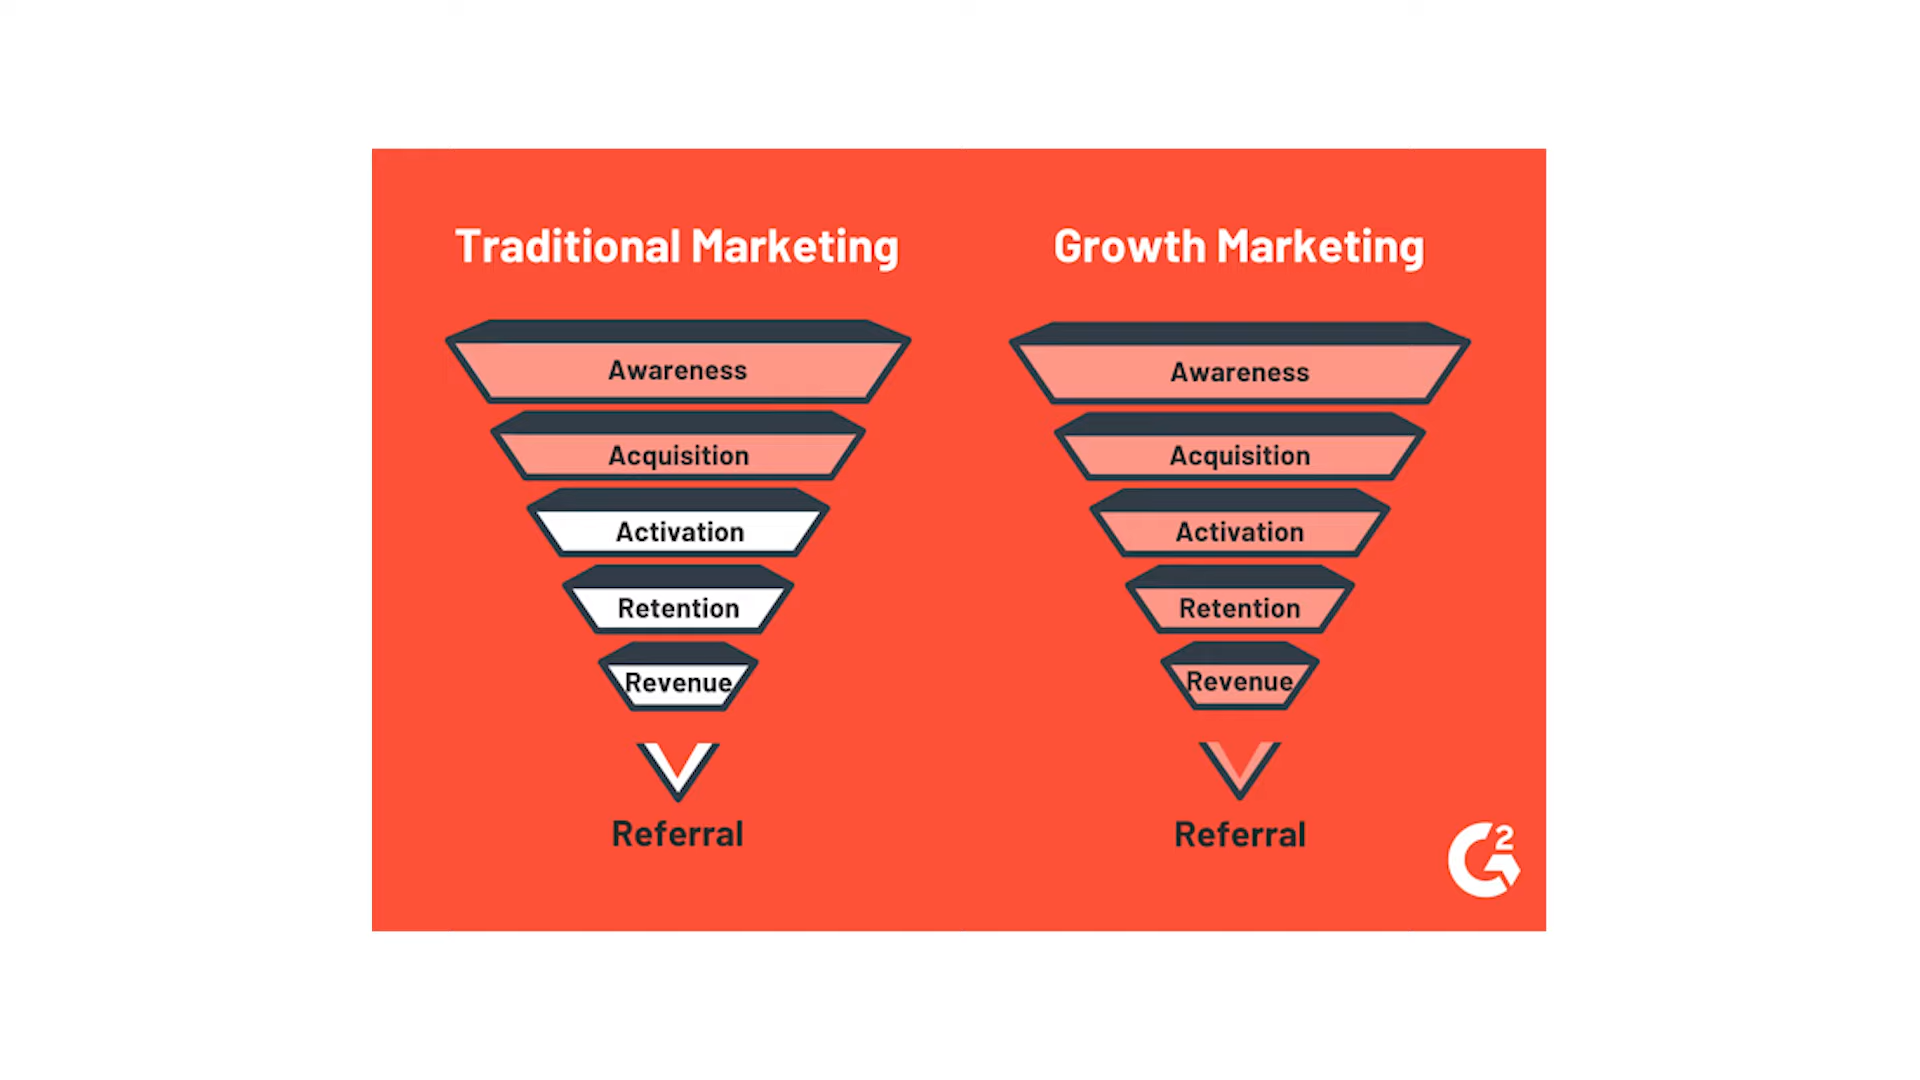 Traditional Marketing
Awareness
Acquisition
Activation
Retention
Revenue
Referral
Growth Marketing
Awareness
Acquisition
Activation
Retention
Revenue
Referral
G2